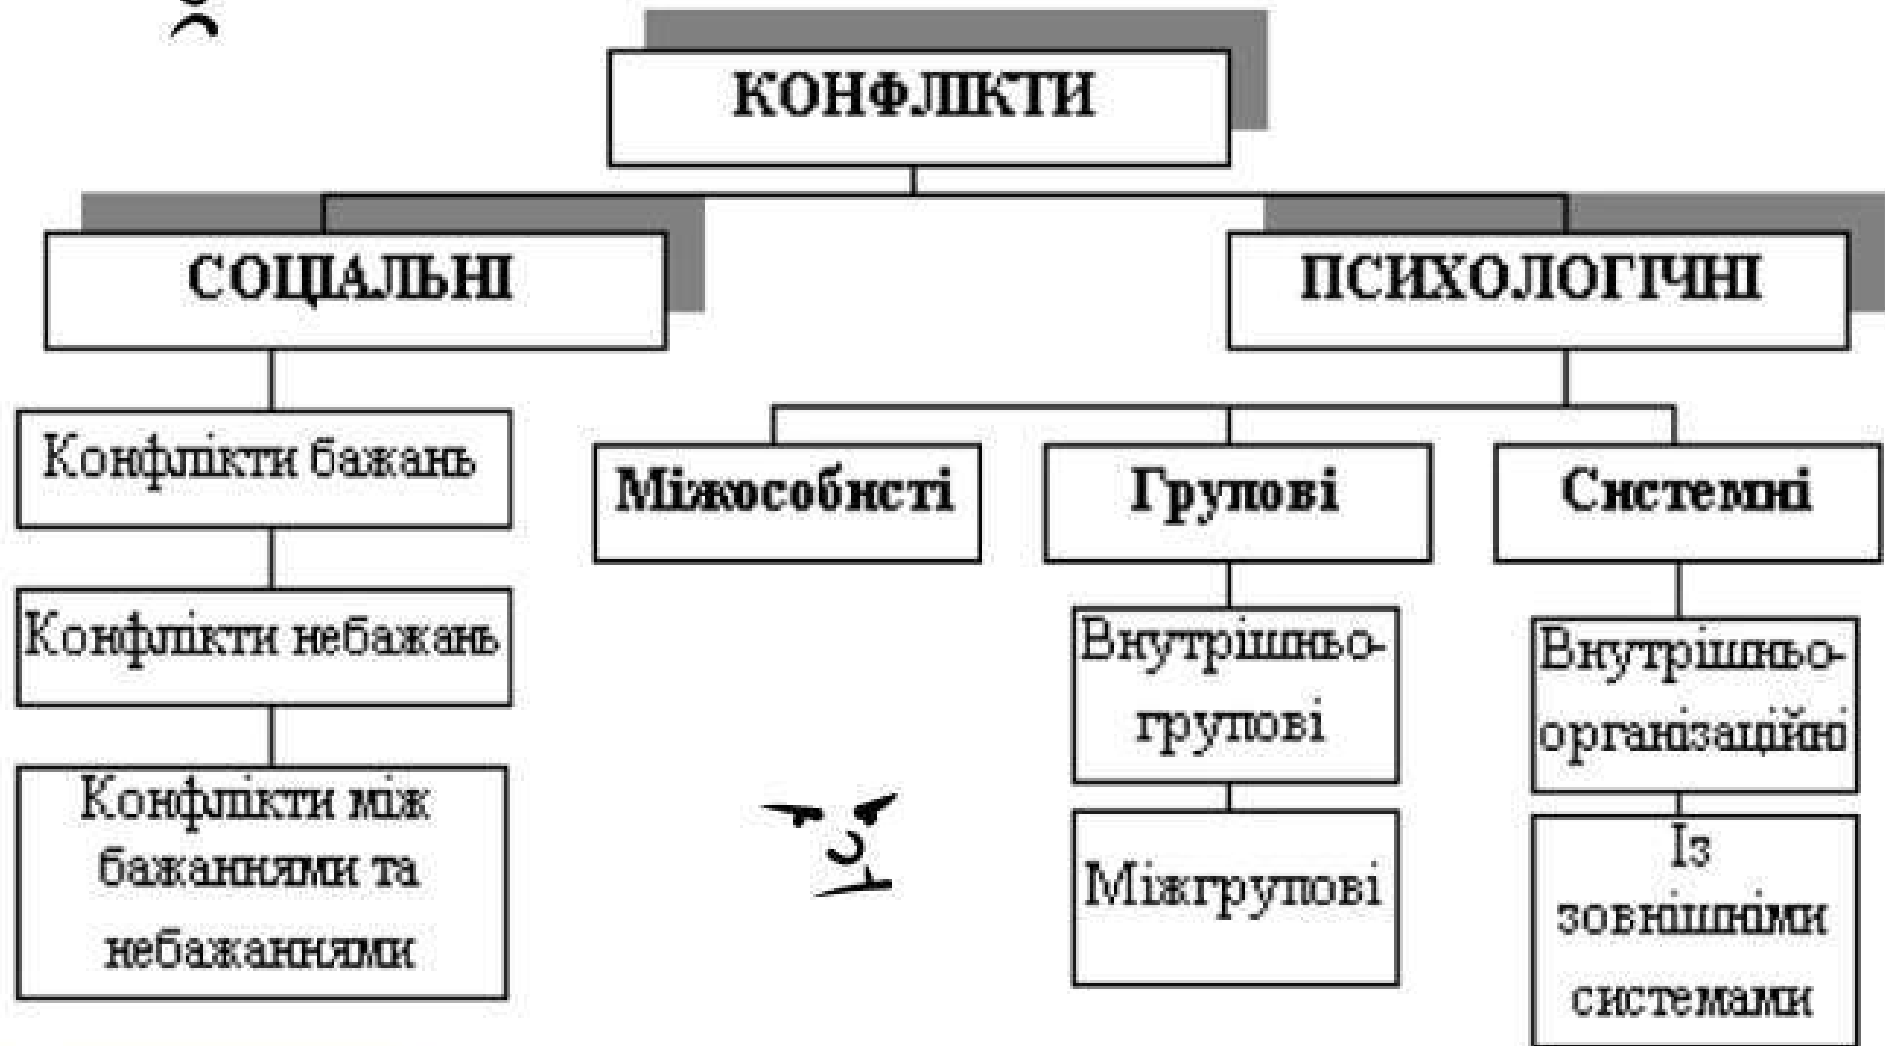 КОНФЛІКТИ
СОЦІАЛЬНІ
ПСИХОЛОГІЧНІ
Конфлікти бажань
Конфлікти небажань
Конфлікти між
бажаннями та
небажаннями
Міжособисті
Групові
Внутрішньо-
групові
Міжгрупові
Системні
Внутрішньо-
організаційні
Із
зовнішніми
системами